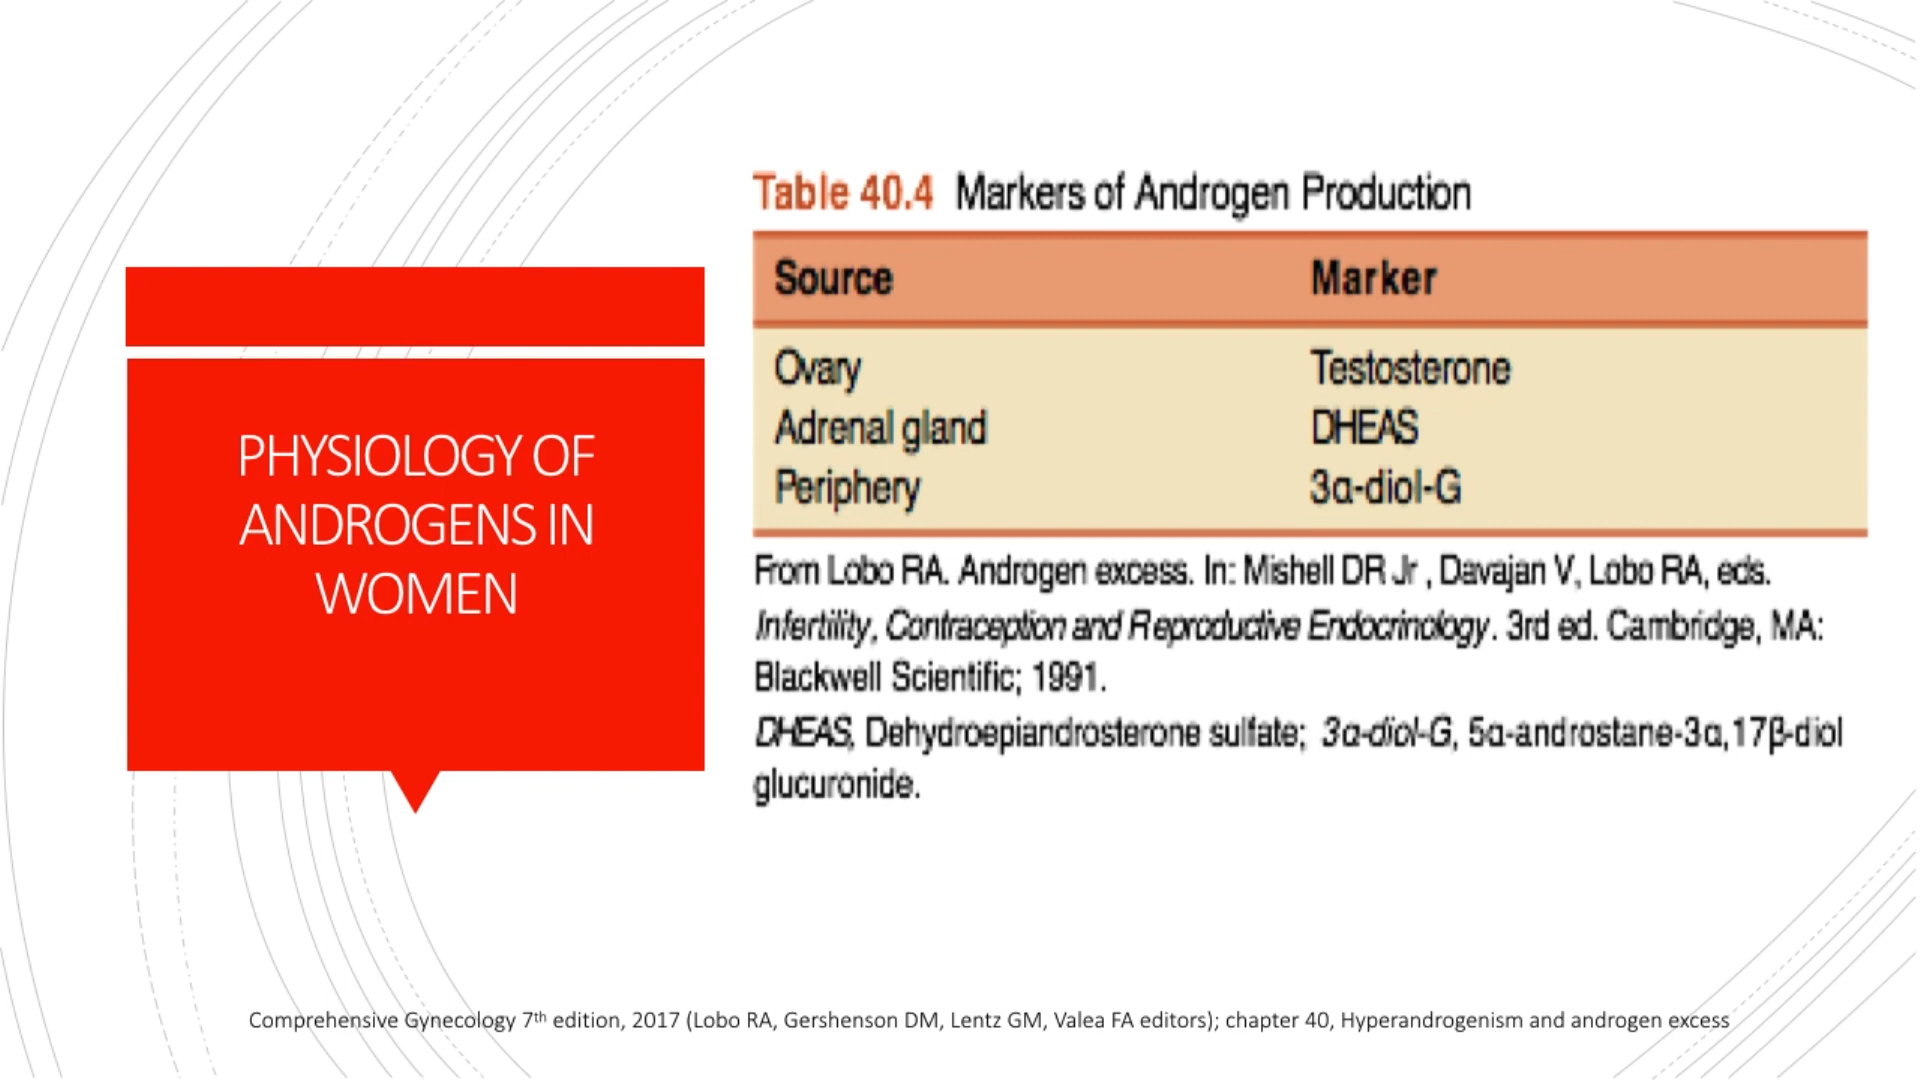 PHYSIOLOGY OF
ANDROGENS IN
WOMEN
Table 40.4 Markers of Androgen Production
Source Marker
Ovary Testosterone
Adrenal gland DHEAS
Periphery 3α-diol-G
From Lobo RA. Androgen excess. In: Mishell DR Jr , Davajan V, Lobo RA, eds.
Infertility, Contraception and Reproductive Endocrinology. 3rd ed. Cambridge, MA:
Blackwell Scientific; 1991.
DHEAS, Dehydroepiandrosterone sulfate; 3α-diol-G, 5α-androstane-3α,17β-diol
glucuronide.
Comprehensive Gynecology 7th edition, 2017 (Lobo RA, Gershenson DM, Lentz GM, Valea FA editors); chapter 40, Hyperandrogenism and androgen excess